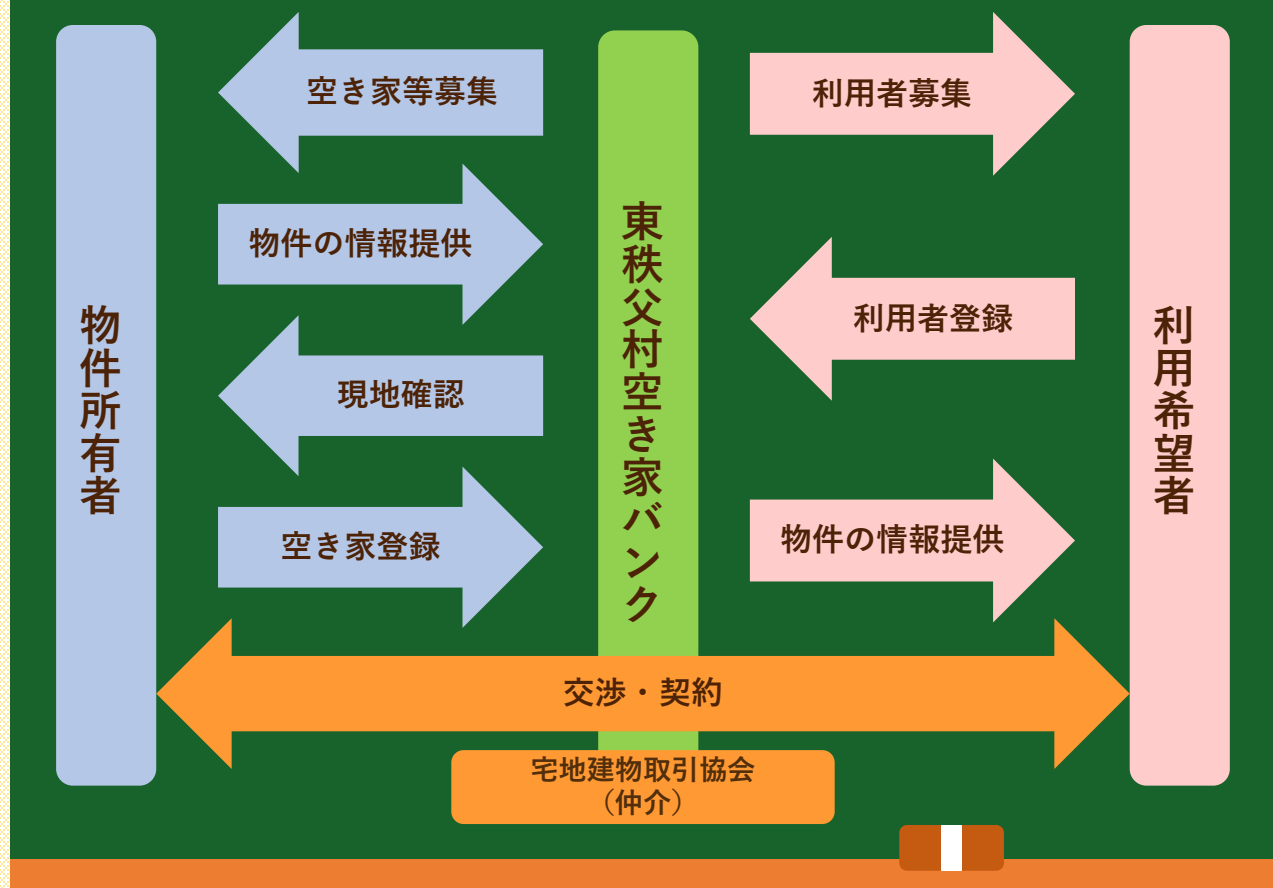 空き家等募集
利用者募集
物件の情報提供
利用者登録
現地確認
空き家登録
物件の情報提供
物件所有者
東秩父村空き家バンク
利用希望者
交渉・契約
宅地建物取引協会
（仲介）